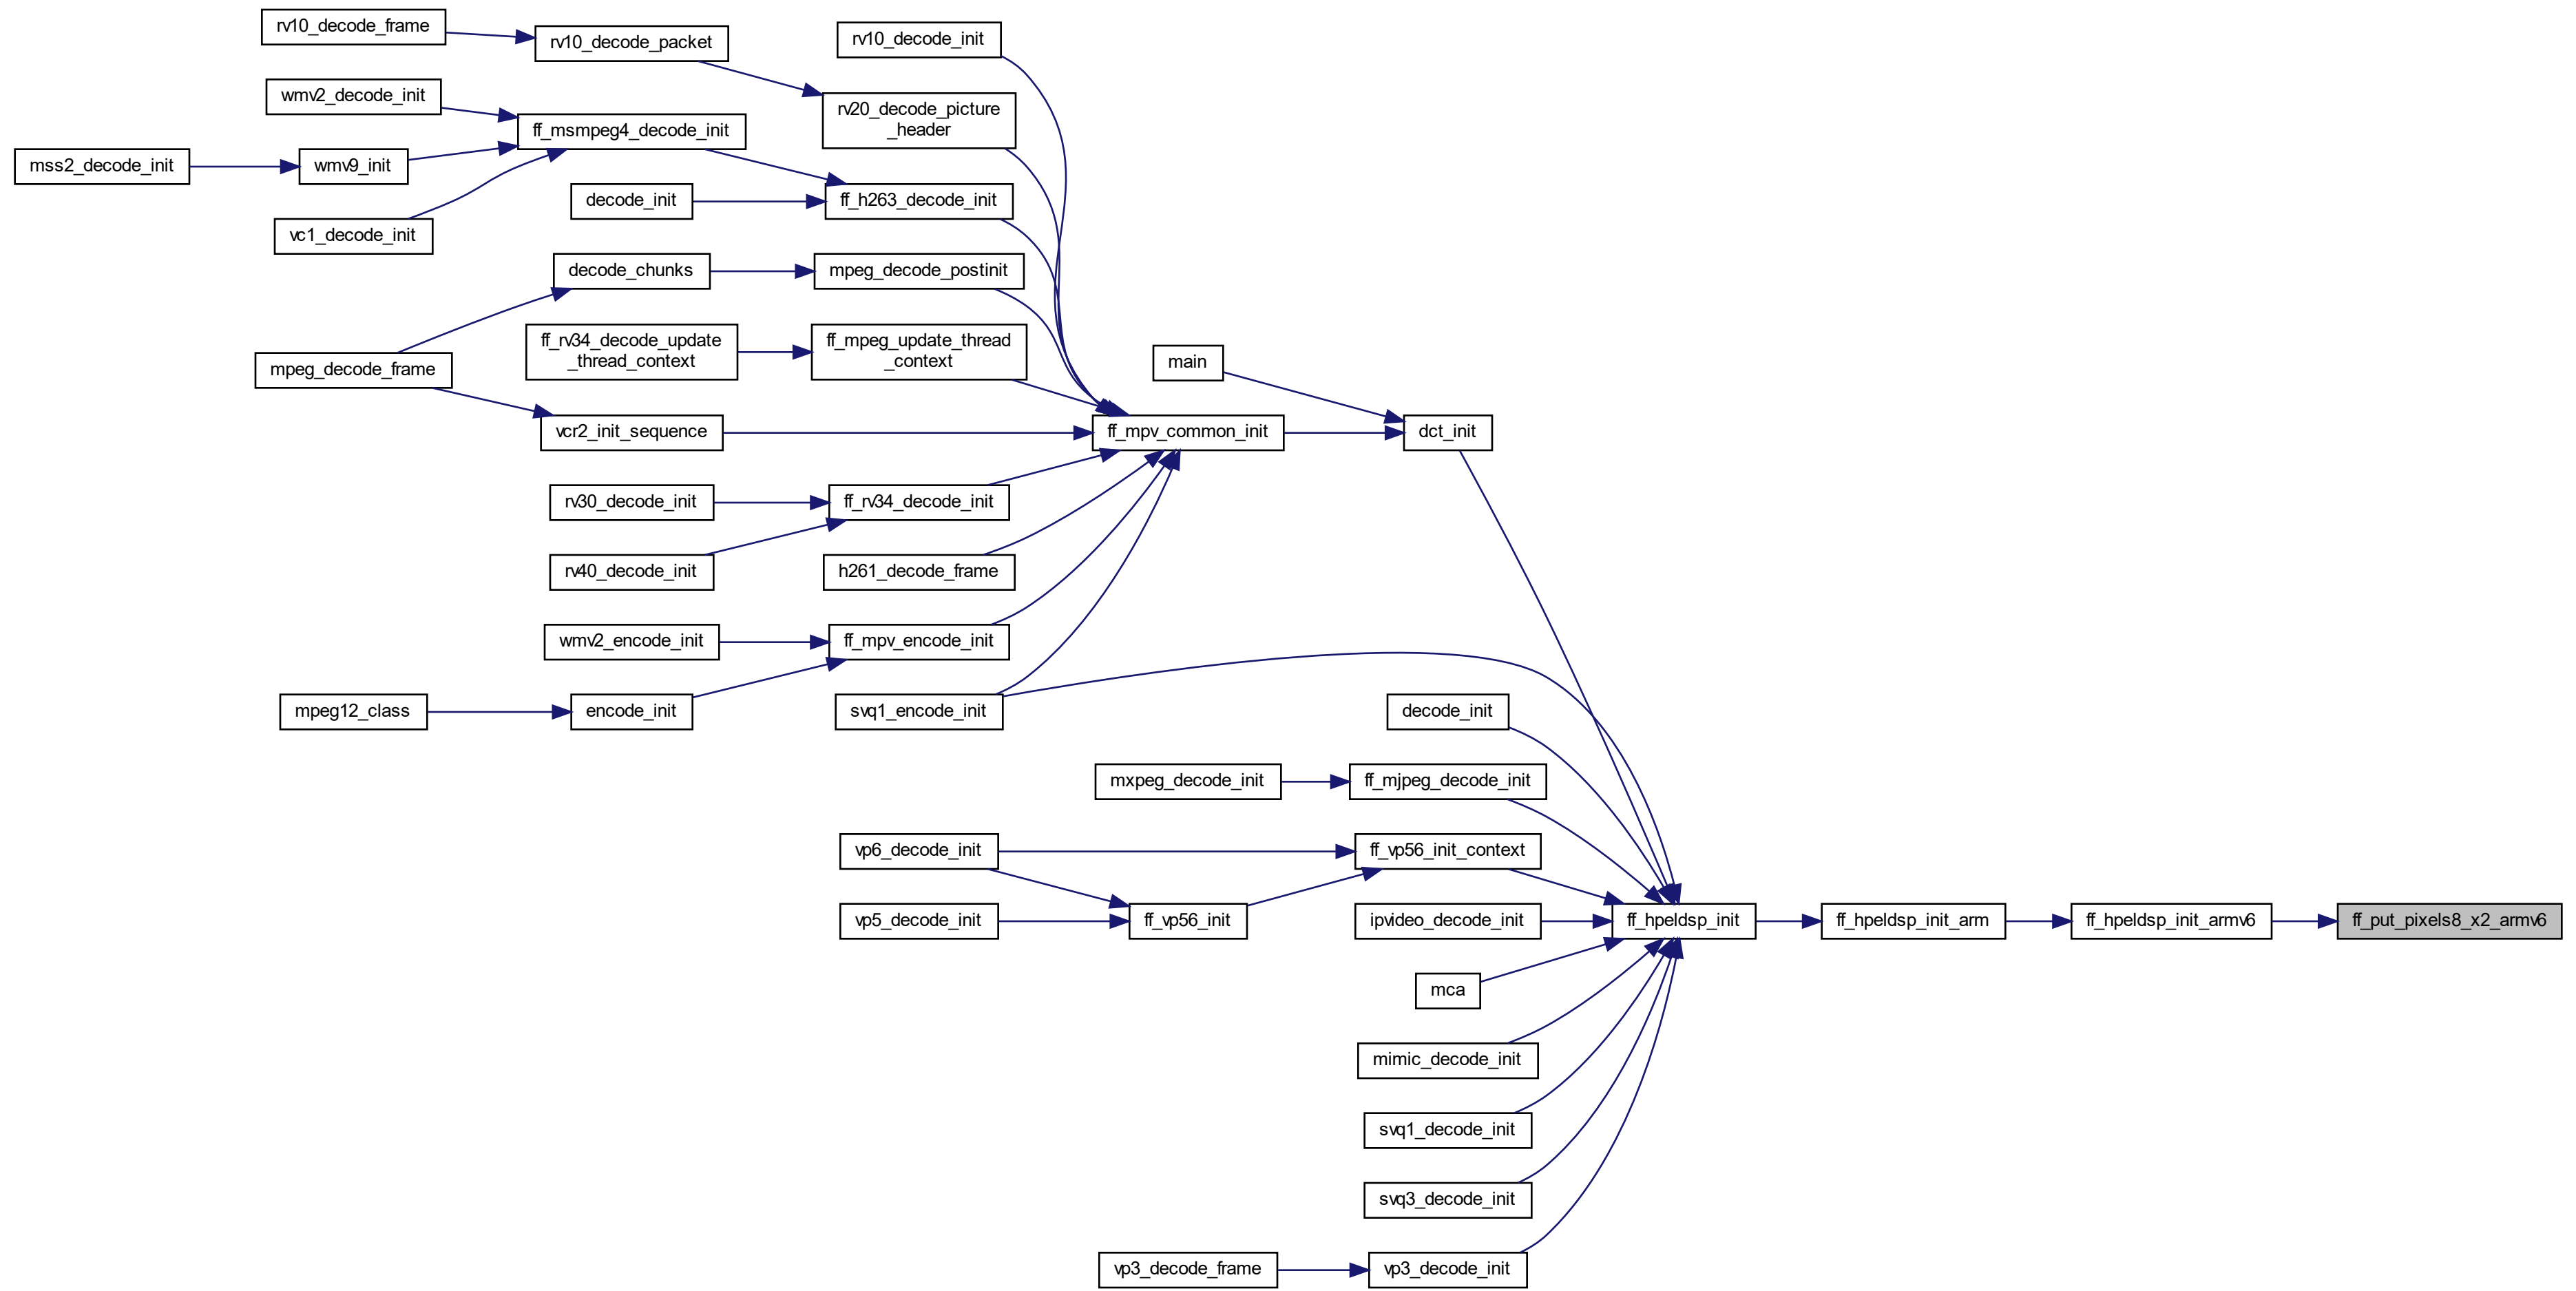 rv10_decode_frame
rv10_decode_packet
rv10_decode_init
wmv2_decode_init
rv20_decode_picture
_header
ff_msmpeg4_decode_init
mss2_decode_init
wmv9_init
decode_init
ff_h263_decode_init
vc1_decode_init
decode_chunks
mpeg_decode_postinit
ff_rv34_decode_update
_thread_context
ff_mpeg_update_thread
_context
main
mpeg_decode_frame
vcr2_init_sequence
ff_mpv_common_init
dct_init
rv30_decode_init
ff_rv34_decode_init
rv40_decode_init
h261_decode_frame
wmv2_encode_init
ff_mpv_encode_init
mpeg12_class
encode_init
svq1_encode_init
decode_init
mxpeg_decode_init
ff_mjpeg_decode_init
vp6_decode_init
ff_vp56_init_context
vp5_decode_init
ff_vp56_init
ipvideo_decode_init
ff_hpeldsp_init
ff_hpeldsp_init_arm
ff_hpeldsp_init_armv6
ff_put_pixels8_x2_armv6
mca
mimic_decode_init
svq1_decode_init
svq3_decode_init
vp3_decode_frame
vp3_decode_init